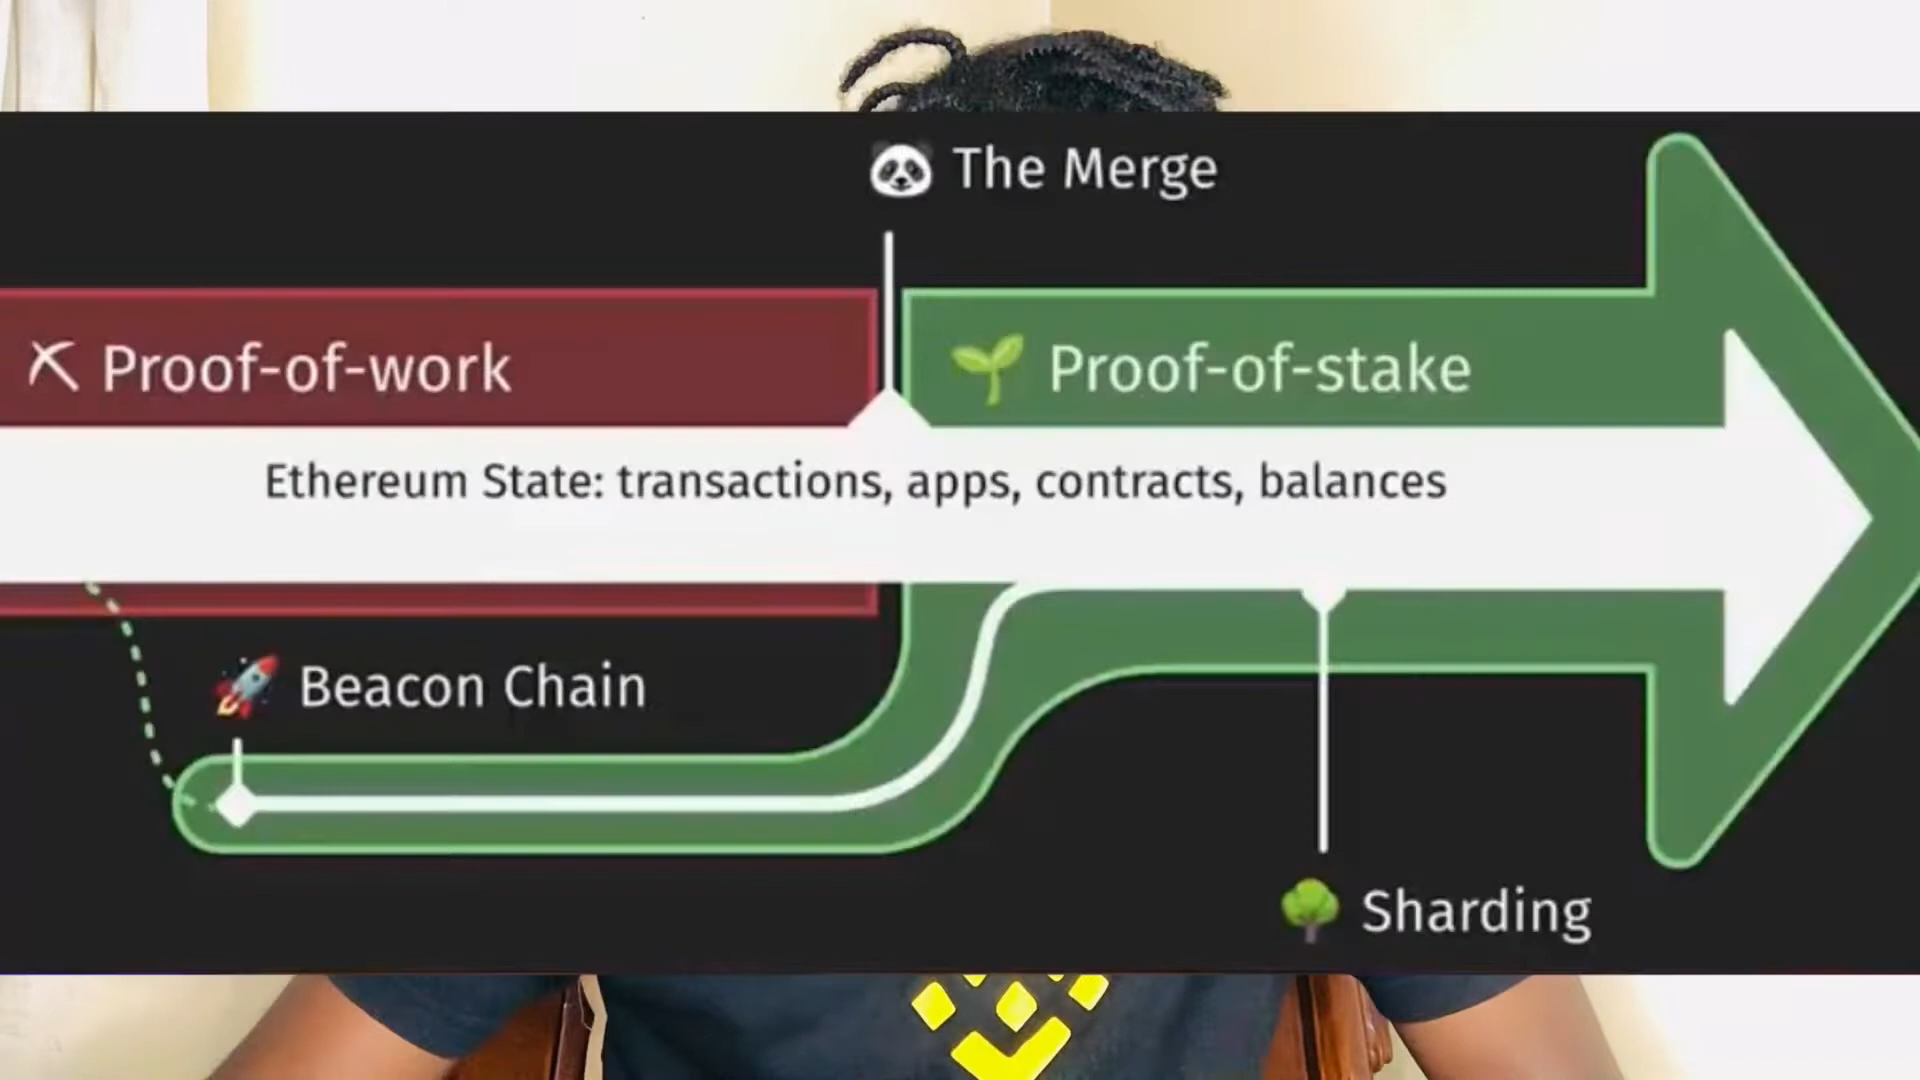 The Merge
Proof-of-work
Proof-of-stake
Ethereum State: transactions, apps, contracts, balances
Beacon Chain
Sharding